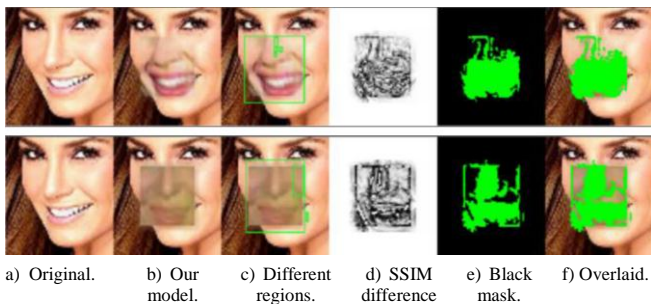 a) Original. b) Our c) Different d) SSIM e) Black f) Overlaid.
model. regions. difference mask.